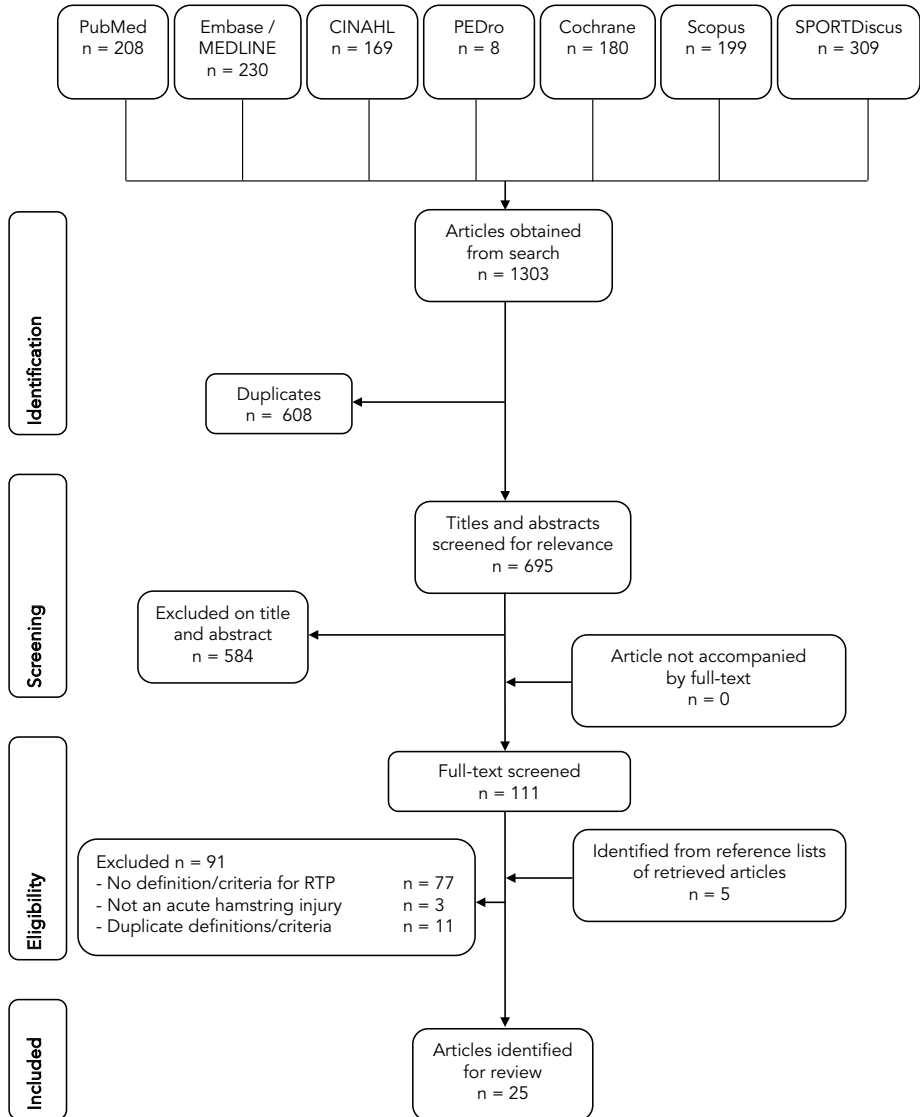 PubMed
n = 208
Embase /
MEDLINE
n = 230
CINAHL
n = 169
PEDro
n = 8
Cochrane
n = 180
Scopus
n = 199
SPORTDiscus
n = 309
Identification
Articles obtained
from search
n = 1303
Duplicates
n = 608
Screening
Titles and abstracts
screened for relevance
n = 695
Excluded on title
and abstract
n = 584
Article not accompanied
by full-text
n = 0
Eligibility
Full-text screened
n = 111
Identified from reference lists
of retrieved articles
n = 5
Excluded n = 91
- No definition/criteria for RTP n = 77
- Not an acute hamstring injury n = 3
- Duplicate definitions/criteria n = 11
Included
Articles identified
for review
n = 25